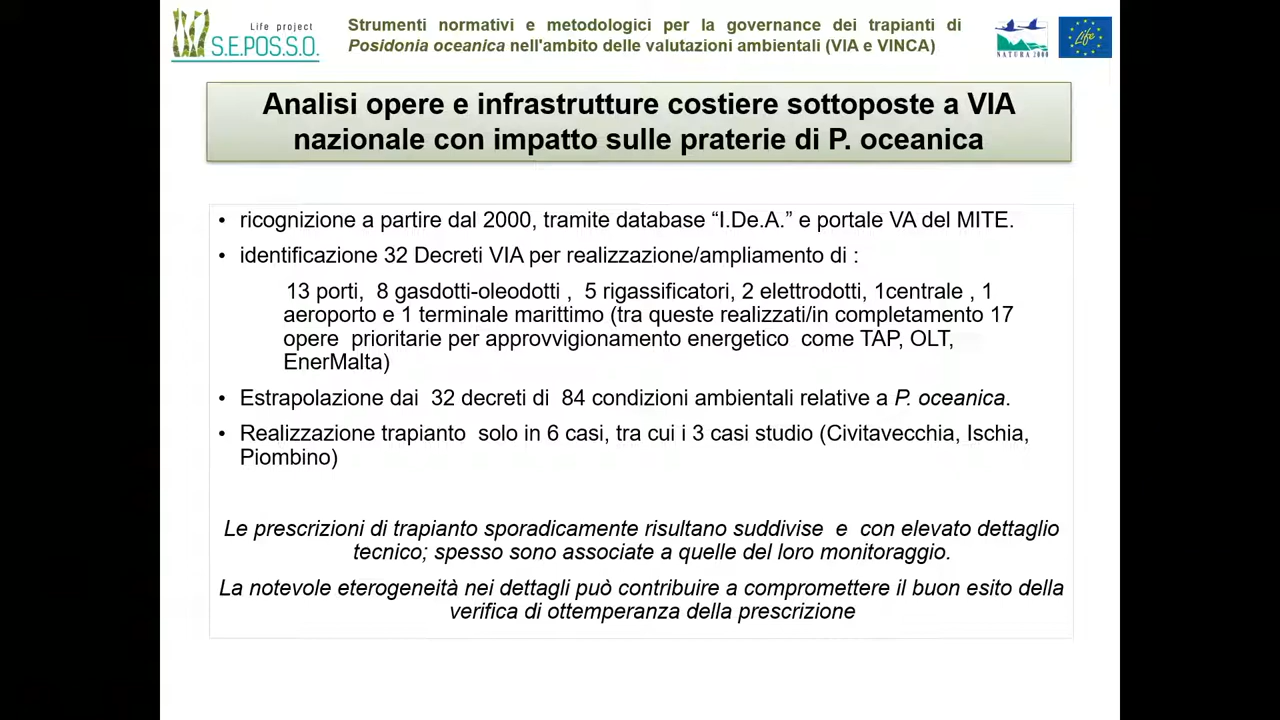 Life project
S.E.POS.S.O.
Strumenti normativi e metodologici per la governance dei trapianti di
Posidonia oceanica nell'ambito delle valutazioni ambientali (VIA e VINCA)
NATURA 2000
Life
Analisi opere e infrastrutture costiere sottoposte a VIA
nazionale con impatto sulle praterie di P. oceanica
• ricognizione a partire dal 2000, tramite database “I.De.A.” e portale VA del MITE.
• identificazione 32 Decreti VIA per realizzazione/ampliamento di :
13 porti, 8 gasdotti-oleodotti , 5 rigassificatori, 2 elettrodotti, 1centrale , 1
aeroporto e 1 terminale marittimo (tra queste realizzati/in completamento 17
opere prioritarie per approvvigionamento energetico come TAP, OLT,
EnerMalta)
• Estrapolazione dai 32 decreti di 84 condizioni ambientali relative a P. oceanica.
• Realizzazione trapianto solo in 6 casi, tra cui i 3 casi studio (Civitavecchia, Ischia,
Piombino)
Le prescrizioni di trapianto sporadicamente risultano suddivise e con elevato dettaglio
tecnico; spesso sono associate a quelle del loro monitoraggio.
La notevole eterogeneità nei dettagli può contribuire a compromettere il buon esito della
verifica di ottemperanza della prescrizione